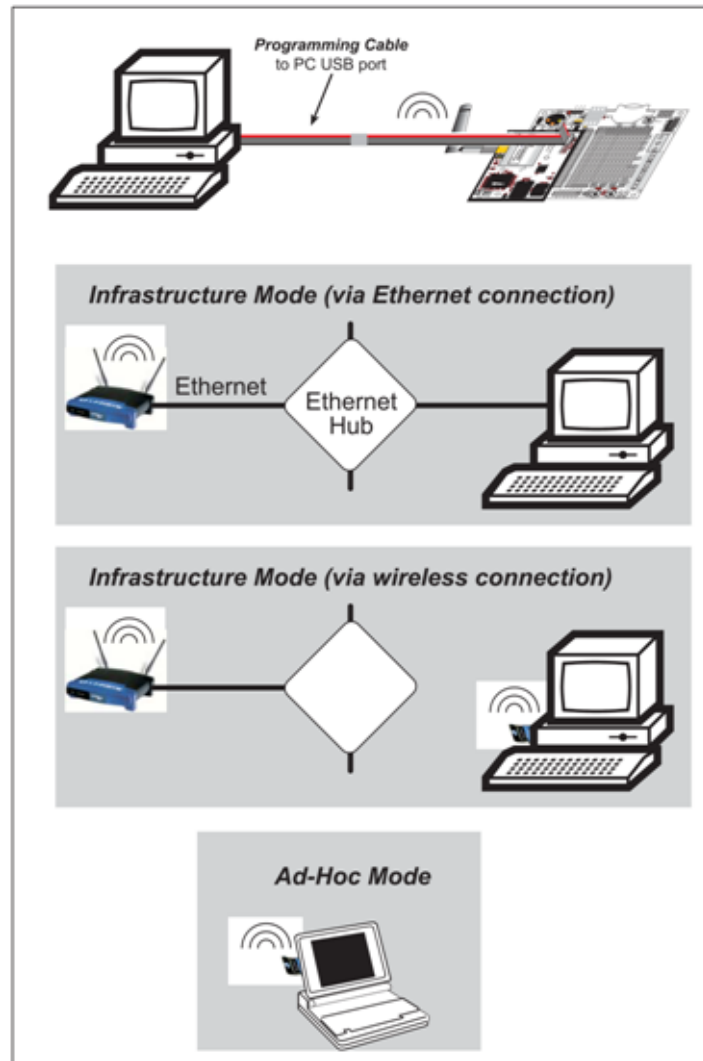 Programming Cable
to PC USB port
Infrastructure Mode (via Ethernet connection)
Ethernet
Ethernet
Hub
Infrastructure Mode (via wireless connection)
Ad-Hoc Mode